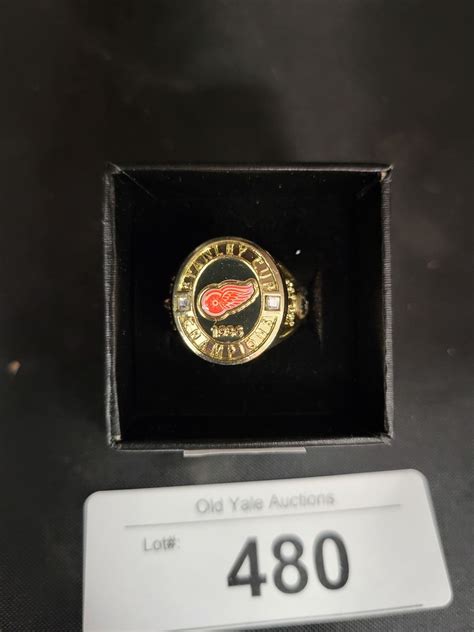 STANLEY CUP
CHAMPIONS
Old Yale Auctions
Lot#:
480